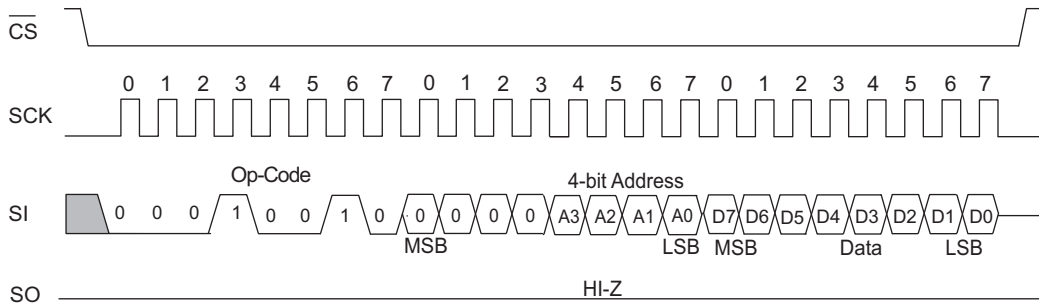 CS
0 1 2 3 4 5 6 7 0 1 2 3 4 5 6 7 0 1 2 3 4 5 6 7
SCK
Op-Code 4-bit Address
SI 0 0 0 1 0 0 1 0 0 0 0 0 A3 A2 A1 A0 D7 D6 D5 D4 D3 D2 D1 D0
MSB LSB MSB Data LSB
HI-Z
SO